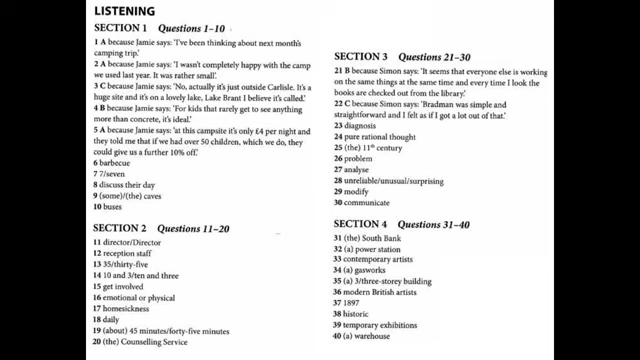 LISTENING
SECTION 1 Questions 1–10
1 A because Jamie says: 'I've been thinking about next month's
camping trip.'
2 A because Jamie says: 'I wasn't completely happy with the camp
we used last year. It was rather small'.
3 C because Jamie says: 'No, actually it's just outside Carlisle. It's a
huge site and it's on a lovely lake, Lake Brant I believe it's called.'
4 B because Jamie says: 'For kids that rarely get to see anything
more than concrete, it's ideal.'
5 A because Jamie says: 'at this campsite it's only £4 per night and
they told me that if we had over 50 children, which we do, they
could give us a further 10% off.'
6 barbecue
7 7/seven
8 discuss their day
9 (some)/(the) caves
10 buses
SECTION 2 Questions 11–20
11 director/Director
12 reception staff
13 35/thirty-five
14 10 and 3/ten and three
15 get involved
16 emotional or physical
17 homesickness
18 daily
19 (about) 45 minutes/forty-five minutes
20 (the) Counselling Service
SECTION 3 Questions 21–30
21 B because Simon says: 'It seems that everyone else is working
on the same things at the same time and every time I look the
books are checked out from the library.'
22 C because Simon says: 'Bradman was simple and
straightforward and I felt as if I got a lot out of that.'
23 diagnosis
24 pure rational thought
25 (the) 11th century
26 problem
27 analyse
28 unreliable/unusual/surprising
29 modify
30 communicate
SECTION 4 Questions 31–40
31 (the) South Bank
32 (a) power station
33 contemporary artists
34 (a) gasworks
35 (a) 3/three-storey building
36 modern British artists
37 1897
38 historic
39 temporary exhibitions
40 (a) warehouse